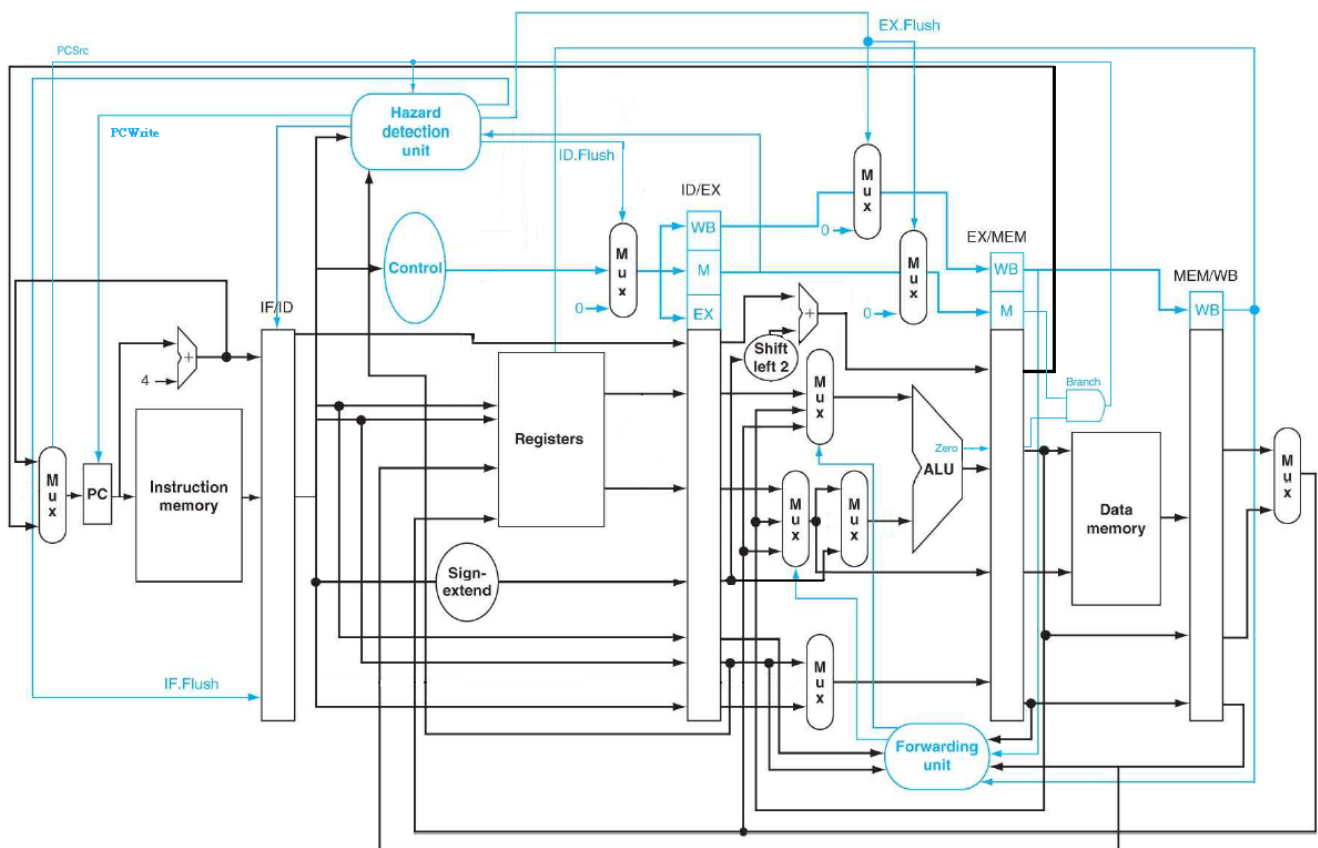 EX.Flush
PCSrc
Hazard
detection
unit
PCWrite
ID.Flush
M
u
x
ID/EX
WB
0
EX/MEM
M
u
x
M
u
x
Control
M
0
WB
MEM/WB
IF/ID
0
EX
M
WB
+
+
Shift
left 2
4
M
u
x
Branch
Registers
Zero
ALU
M
u
x
M
u
x
M
u
x
M
u
x
PC
Instruction
memory
Data
memory
Sign-
extend
M
u
x
IF.Flush
Forwarding
unit